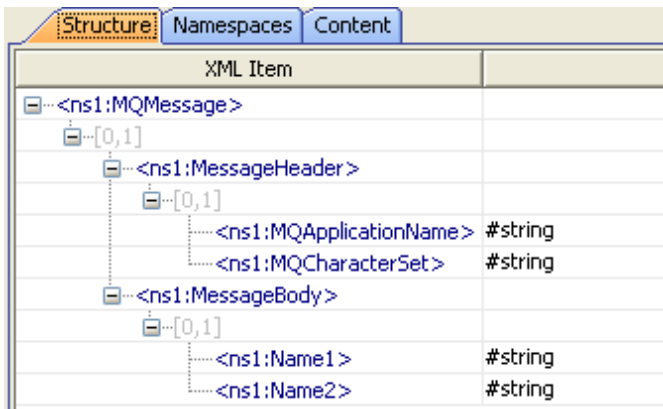 Structure Namespaces Content
XML Item
<ns1:MQMessage>
[0,1]
<ns1:MessageHeader>
[0,1]
<ns1:MQApplicationName> #string
<ns1:MQCharacterSet> #string
<ns1:MessageBody>
[0,1]
<ns1:Name1> #string
<ns1:Name2> #string